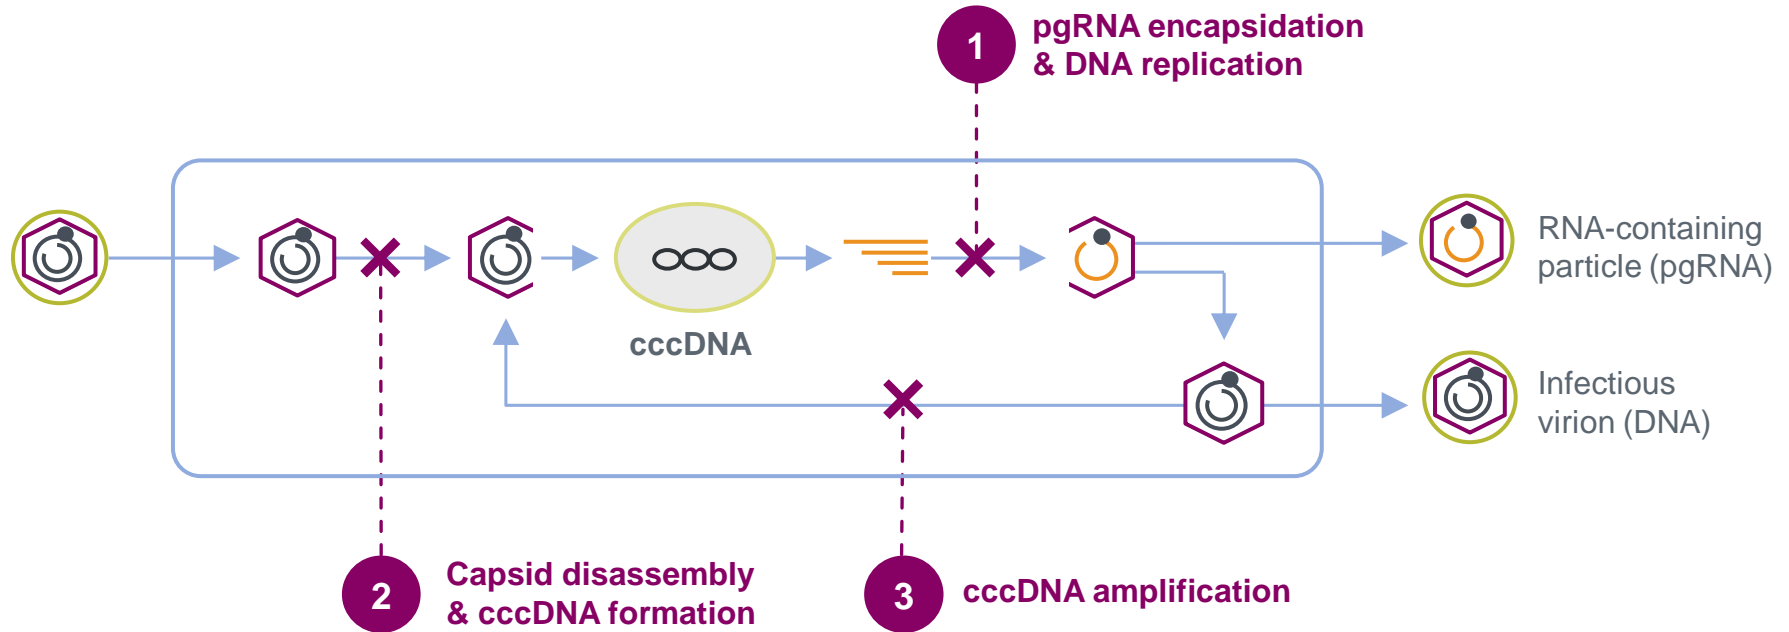 1
pgRNA encapsidation
& DNA replication
RNA-containing
particle (pgRNA)
cccDNA
Infectious
virion (DNA)
2
Capsid disassembly
& cccDNA formation
3
cccDNA amplification